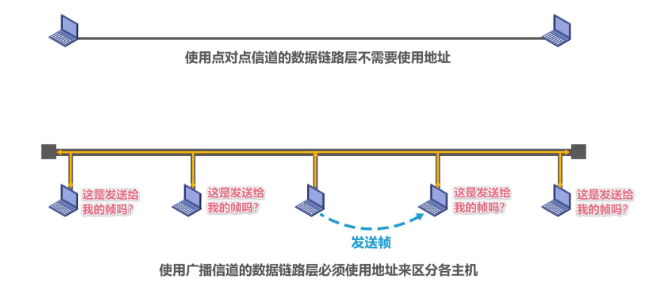 使用点对点信道的数据链路层不需要使用地址
这是发送给
我的帧吗?
这是发送给
我的帧吗?
这是发送给
我的帧吗?
这是发送给
我的帧吗?
发送帧
使用广播信道的数据链路层必须使用地址来区分各主机